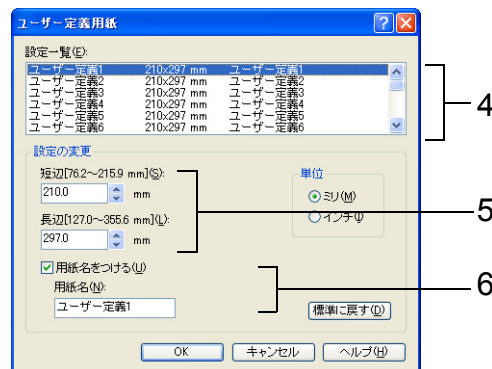 ユーザー定義用紙
設定一覧(E):
ユーザー定義1 210x297 mm ユーザー定義1
ユーザー定義2 210x297 mm ユーザー定義2
ユーザー定義3 210x297 mm ユーザー定義3
ユーザー定義4 210x297 mm ユーザー定義4
ユーザー定義5 210x297 mm ユーザー定義5
ユーザー定義6 210x297 mm ユーザー定義6
4
設定の変更
短辺[76.2～215.9 mm](S):
210.0 mm
長辺[127.0～355.6 mm](L):
297.0 mm
単位
ミリ(M)
インチ(I)
5
用紙名をつける(U)
用紙名(N):
ユーザー定義1
6
標準に戻す(D)
OK キャンセル ヘルプ(H)